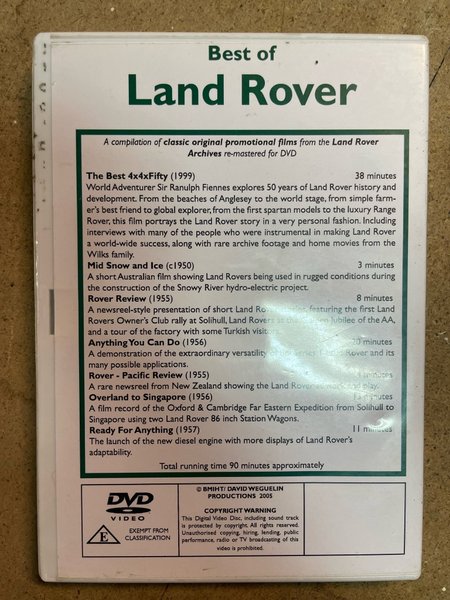 Best of
Land Rover
A compilation of classic original promotional films from the Land Rover
Archives re-mastered for DVD
The Best 4x4xFifty (1999) 38 minutes
World Adventurer Sir Ranulph Fiennes explores 50 years of Land Rover history and
development. From the beaches of Anglesey to the world stage, from simple farm-
er's best friend to global explorer, from the first spartan models to the luxury Range
Rover, this film portrays the Land Rover story in a very personal fashion. Including
interviews with many of the people who were instrumental in making Land Rover
a world-wide success, along with rare archive footage and home movies from the
Wilks family.
Mid Snow and Ice (c1950) 3 minutes
A short Australian film showing Land Rovers being used in rugged conditions during
the construction of the Snowy River hydro-electric project.
Rover Review (1955) 8 minutes
A newsreel-style presentation of short Land Rover featuring the first Land
Rovers Owner's Club rally at Solihull, Land Rovers at Jubilee of the AA,
and a tour of the factory with some Turkish
Anything You Can Do (1956) minutes
A demonstration of the extraordinary versatility of Rover and its
many possible applications.
Rover - Pacific Review (1955)
A rare newsreel from New Zealand showing the Land Rover play.
Overland to Singapore (1956) minutes
A film record of the Oxford & Cambridge Far Eastern Expedition from Solihull to
Singapore using two Land Rover 86 inch Station Wagons.
Ready For Anything (1957) 11 minutes
The launch of the new diesel engine with more displays of Land Rover's
adaptability.
Total running time 90 minutes approximately
DVD
VIDEO
E
EXEMPT FROM
CLASSIFICATION
© BMIHT/ DAVID WEGUELIN
PRODUCTIONS 2005
COPYRIGHT WARNING
This Digital Video Disc, including sound track
is protected by copyright. All rights reserved.
Unauthorised copying, hiring, lending, public
performance, radio or TV broadcasting of this
video is prohibited.